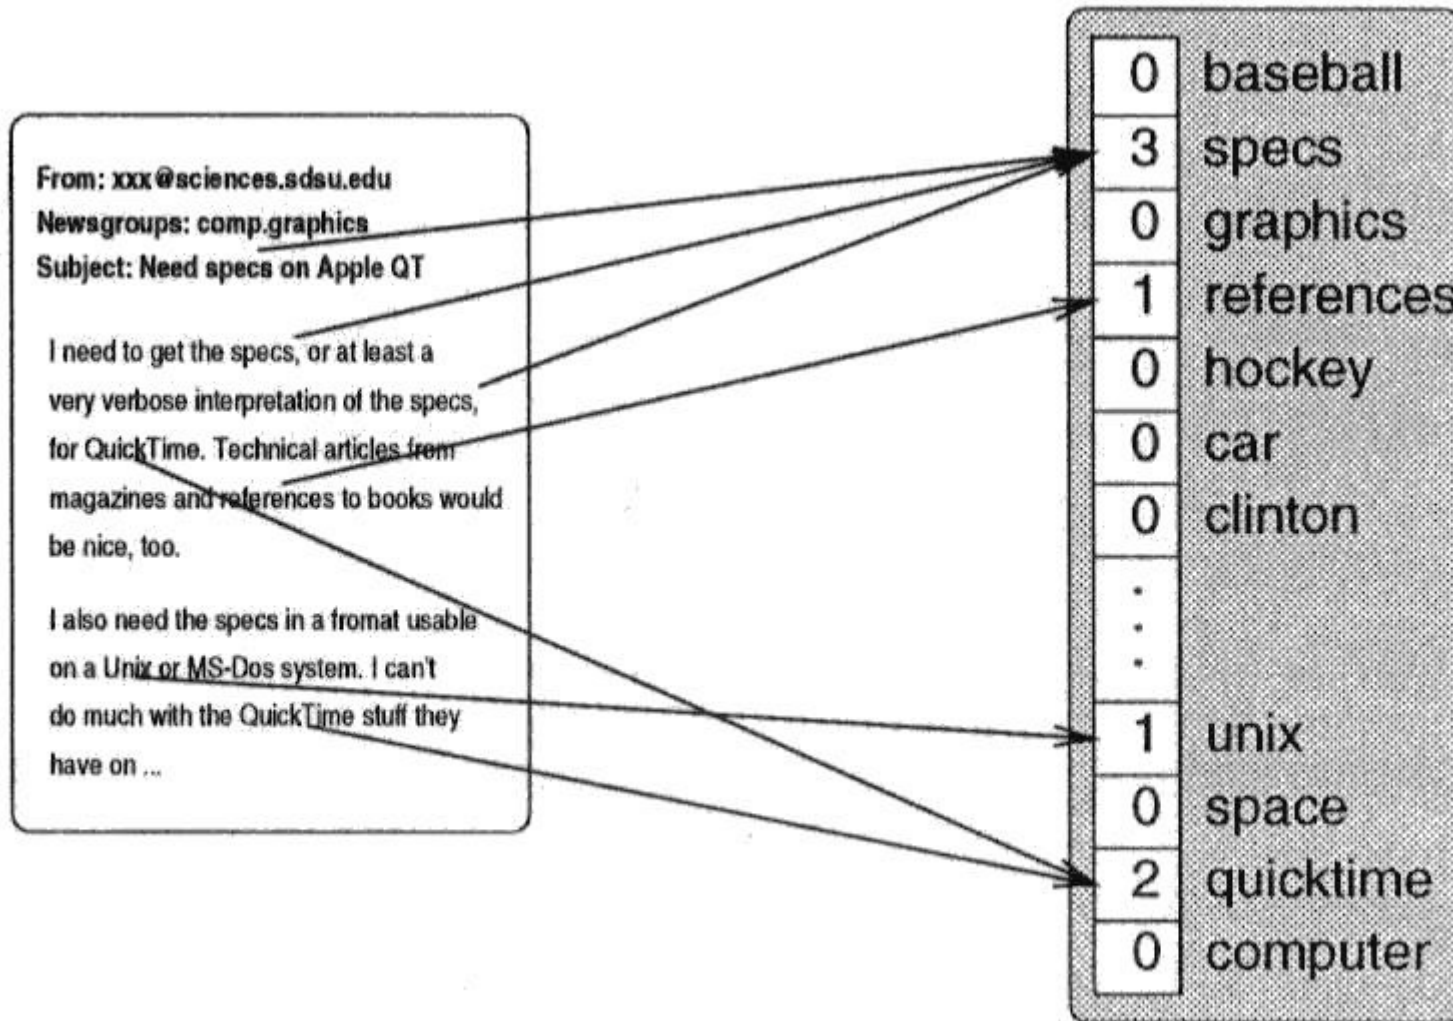 From: xxx@sciences.sdsu.edu
Newsgroups: comp.graphics
Subject: Need specs on Apple QT
I need to get the specs, or at least a
very verbose interpretation of the specs,
for QuickTime. Technical articles from
magazines and references to books would
be nice, too.
I also need the specs in a fromat usable
on a Unix or MS-Dos system. I can't
do much with the QuickTime stuff they
have on ...
0 baseball
3 specs
0 graphics
1 references
0 hockey
0 car
0 clinton
.
.
.
1 unix
0 space
2 quicktime
0 computer